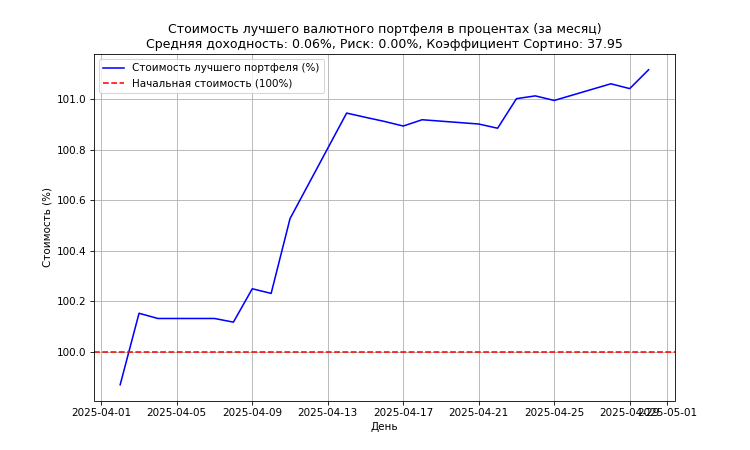 Стоимость лучшего валютного портфеля в процентах (за месяц)
Средняя доходность: 0.06%, Риск: 0.00%, Коэффициент Сортино: 37.95
Стоимость лучшего портфеля (%)
Начальная стоимость (100%)
Стоимость (%)
101.0
100.8
100.6
100.4
100.2
100.0
2025-04-01 2025-04-05 2025-04-09 2025-04-13 2025-04-17 2025-04-21 2025-04-25 2025-04-29 2025-05-01
День